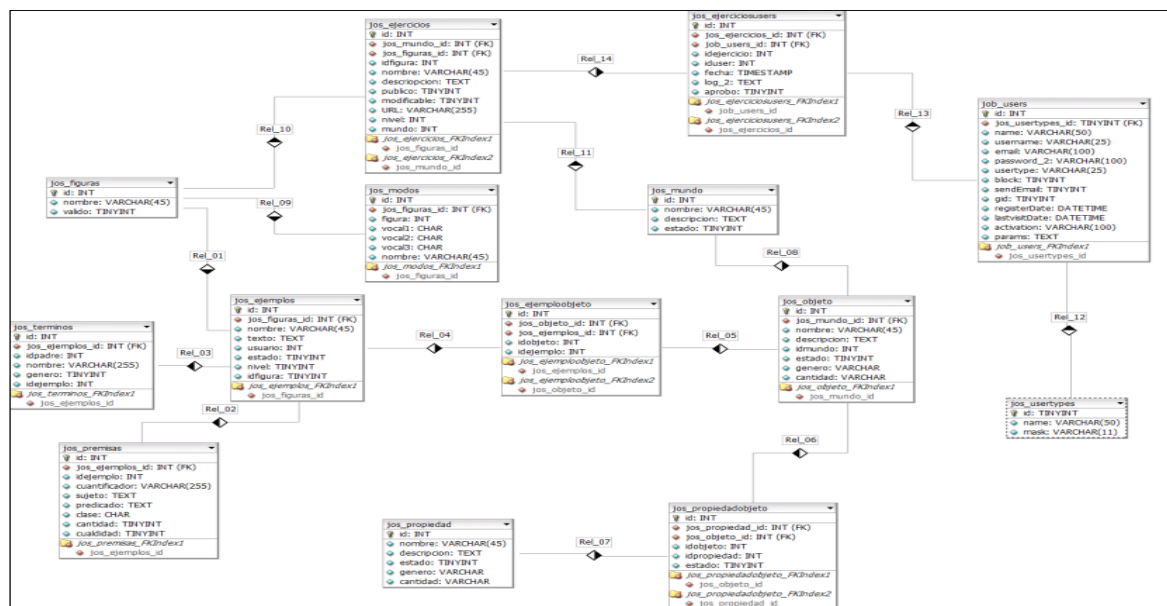 jos_ejercicios
id: INT
jos_mundo_id: INT (FK)
jos_figuras_id: INT (FK)
idfigura: INT
nombre: VARCHAR(45)
descriopcion: TEXT
publico: TINYINT
modificable: TINYINT
URL: VARCHAR(255)
nivel: INT
mundo: INT
jos_ejercicios_FKIndex1
jos_figuras_id
jos_ejercicios_FKIndex2
jos_mundo_id
Rel_14
jos_ejerciciosusers
id: INT
jos_ejercicios_id: INT (FK)
job_users_id: INT (FK)
idejercicio: INT
iduser: INT
fecha: TIMESTAMP
log_2: TEXT
aprobo: TINYINT
jos_ejerciciosusers_FKIndex1
job_users_id
jos_ejerciciosusers_FKIndex2
jos_ejercicios_id
Rel_13
job_users
id: INT
jos_usertypes_id: TINYINT (FK)
name: VARCHAR(50)
username: VARCHAR(25)
email: VARCHAR(100)
password_2: VARCHAR(100)
usertype: VARCHAR(25)
block: TINYINT
sendEmail: TINYINT
gid: TINYINT
registerDate: DATETIME
lastvisitDate: DATETIME
activation: VARCHAR(100)
params: TEXT
job_users_FKIndex1
jos_usertypes_id
Rel_10
Rel_11
jos_figuras
id: INT
nombre: VARCHAR(45)
valido: TINYINT
Rel_09
jos_modos
id: INT
jos_figuras_id: INT (FK)
figura: INT
vocal1: CHAR
vocal2: CHAR
vocal3: CHAR
nombre: VARCHAR(45)
jos_modos_FKIndex1
jos_figuras_id
jos_mundo
id: INT
nombre: VARCHAR(45)
descripcion: TEXT
estado: TINYINT
Rel_01
Rel_08
jos_terminos
id: INT
jos_ejemplos_id: INT (FK)
idpadre: INT
nombre: VARCHAR(255)
genero: TINYINT
idejemplo: INT
jos_terminos_FKIndex1
jos_ejemplos_id
Rel_03
jos_ejemplos
id: INT
jos_figuras_id: INT (FK)
nombre: VARCHAR(45)
texto: TEXT
usuario: INT
estado: TINYINT
nivel: TINYINT
idfigura: TINYINT
jos_ejemplos_FKIndex1
jos_figuras_id
Rel_04
jos_ejemploobjeto
id: INT
jos_objeto_id: INT (FK)
jos_ejemplos_id: INT (FK)
idobjeto: INT
idejemplo: INT
jos_ejemploobjeto_FKIndex1
jos_ejemplos_id
jos_ejemploobjeto_FKIndex2
jos_objeto_id
Rel_05
jos_objeto
id: INT
jos_mundo_id: INT (FK)
nombre: VARCHAR(45)
descripcion: TEXT
idmundo: INT
estado: TINYINT
genero: VARCHAR
cantidad: VARCHAR
jos_objeto_FKIndex1
jos_mundo_id
Rel_12
jos_usertypes
id: TINYINT
name: VARCHAR(50)
mask: VARCHAR(11)
Rel_02
Rel_06
jos_premisas
id: INT
jos_ejemplos_id: INT (FK)
idejemplo: INT
cuantificador: VARCHAR(255)
sujeto: TEXT
predicado: TEXT
clase: CHAR
cantidad: TINYINT
cualdidad: TINYINT
jos_premisas_FKIndex1
jos_ejemplos_id
jos_propiedad
id: INT
nombre: VARCHAR(45)
descripcion: TEXT
estado: TINYINT
genero: VARCHAR
cantidad: VARCHAR
Rel_07
jos_propiedadobjeto
id: INT
jos_propiedad_id: INT (FK)
jos_objeto_id: INT (FK)
idobjeto: INT
idpropiedad: INT
estado: TINYINT
jos_propiedadobjeto_FKIndex1
jos_objeto_id
jos_propiedadobjeto_FKIndex2
jos_propiedad_id